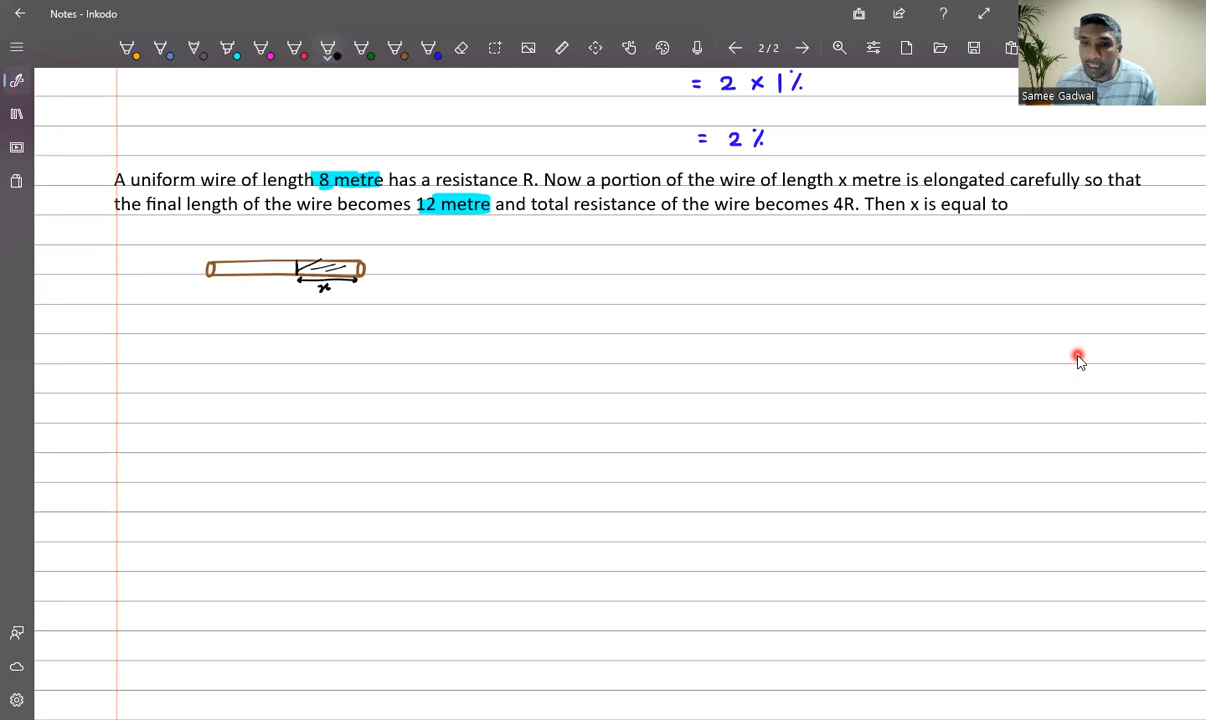 Notes - Inkodo
2/2
= 2 × 1 %
Samee Gadwal
= 2 %
A uniform wire of length 8 metre has a resistance R. Now a portion of the wire of length x metre is elongated carefully so that
the final length of the wire becomes 12 metre and total resistance of the wire becomes 4R. Then x is equal to
x